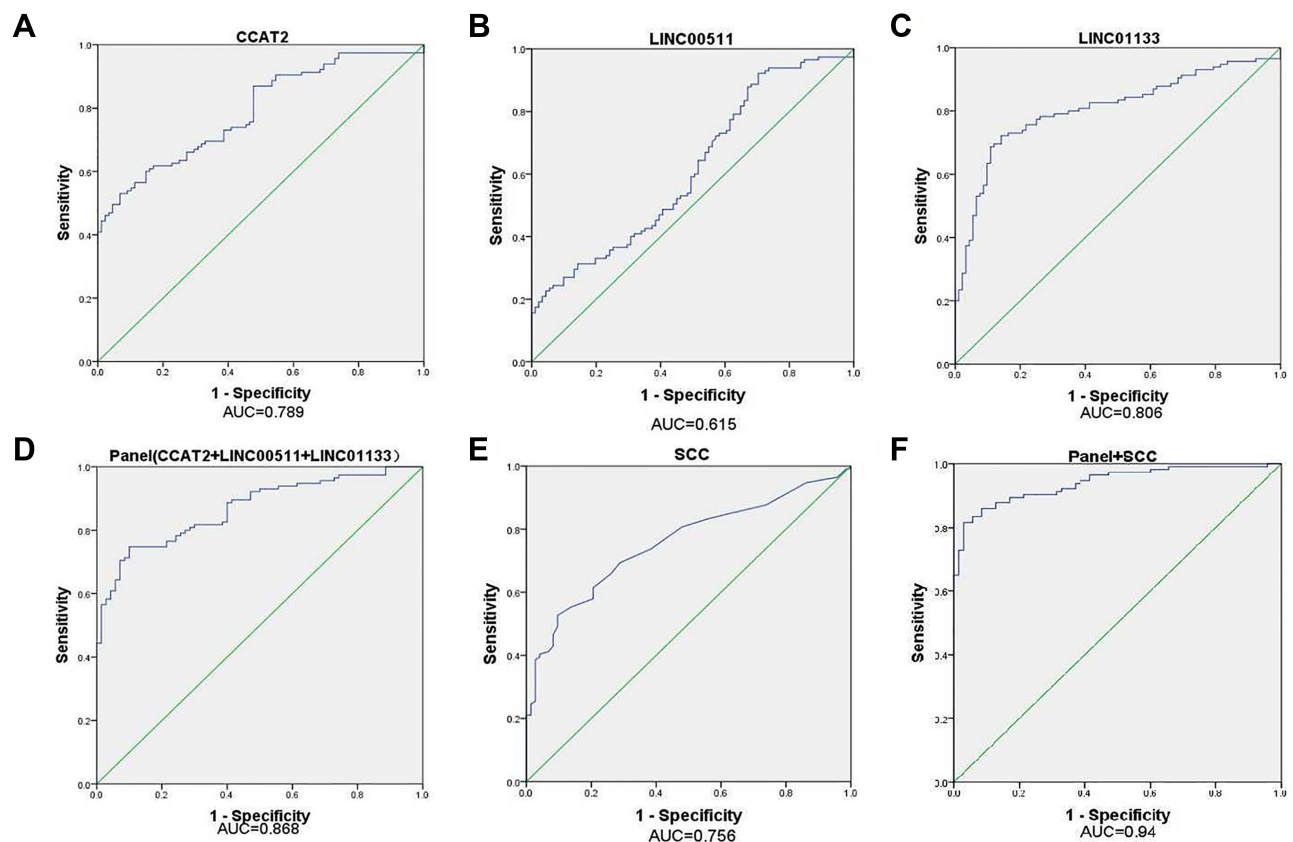 A
CCAT2
Sensitivity
1.0
0.8
0.6
0.4
0.2
0.0
0.0 0.2 0.4 0.6 0.8 1.0
1 - Specificity
AUC=0.789
B
LINC00511
Sensitivity
1.0
0.8
0.6
0.4
0.2
0.0
0.0 0.2 0.4 0.6 0.8 1.0
1 - Specificity
AUC=0.615
C
LINC01133
Sensitivity
1.0
0.8
0.6
0.4
0.2
0.0
0.0 0.2 0.4 0.6 0.8 1.0
1 - Specificity
AUC=0.806
D
Panel(CCAT2+LINC00511+LINC01133）
Sensitivity
1.0
0.8
0.6
0.4
0.2
0.0
0.0 0.2 0.4 0.6 0.8 1.0
1 - Specificity
AUC=0.868
E
SCC
Sensitivity
1.0
0.8
0.6
0.4
0.2
0.0
0.0 0.2 0.4 0.6 0.8 1.0
1 - Specificity
AUC=0.756
F
Panel+SCC
Sensitivity
1.0
0.8
0.6
0.4
0.2
0.0
0.0 0.2 0.4 0.6 0.8 1.0
1 - Specificity
AUC=0.94